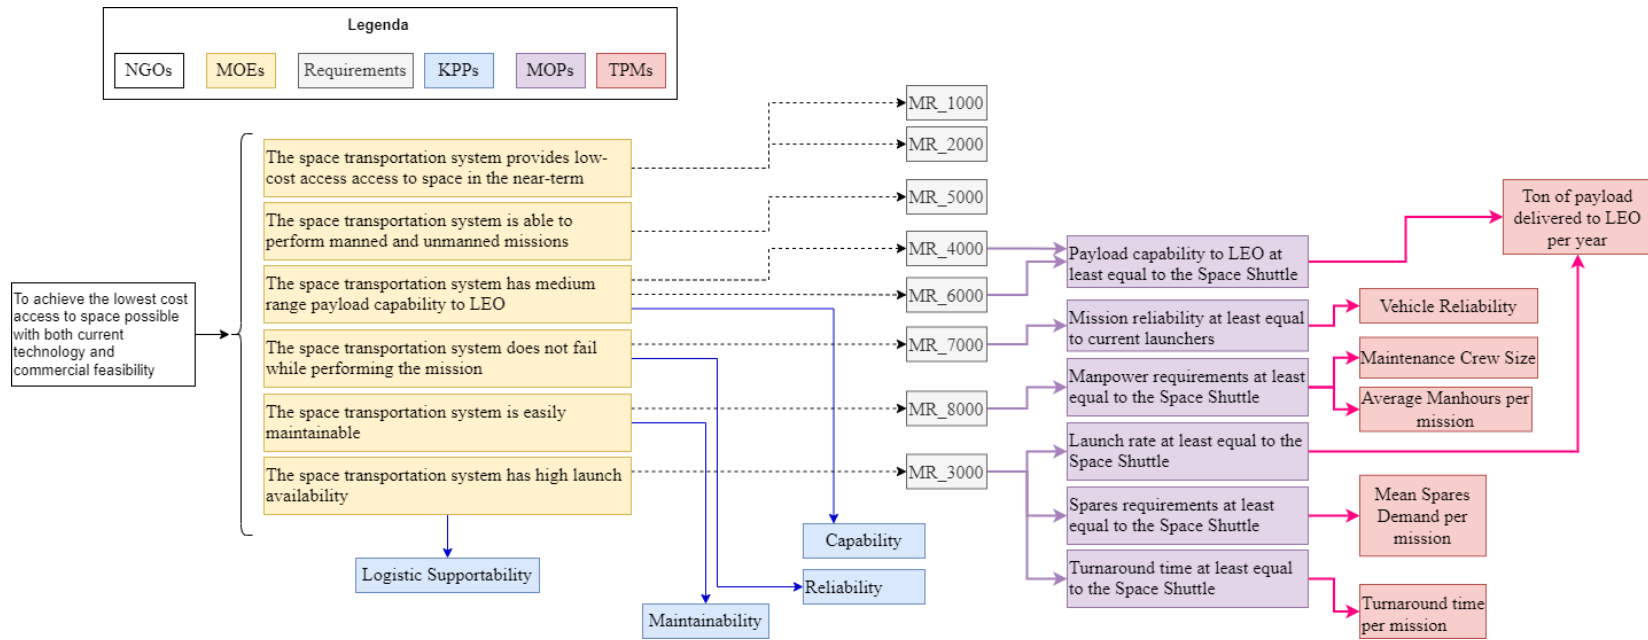 Legenda
NGOs
MOEs
Requirements
KPPs
MOPs
TPMs
To achieve the lowest cost
access to space possible
with both current
technology and
commercial feasibility
The space transportation system provides low-
cost access access to space in the near-term
The space transportation system is able to
perform manned and unmanned missions
The space transportation system has medium
range payload capability to LEO
The space transportation system does not fail
while performing the mission
The space transportation system is easily
maintainable
The space transportation system has high launch
availability
Logistic Supportability
Maintainability
Reliability
Capability
MR_1000
MR_2000
MR_5000
MR_4000
MR_6000
MR_7000
MR_8000
MR_3000
Payload capability to LEO at
least equal to the Space Shuttle
Mission reliability at least equal
to current launchers
Manpower requirements at least
equal to the Space Shuttle
Launch rate at least equal to the
Space Shuttle
Spares requirements at least
equal to the Space Shuttle
Turnaround time at least equal
to the Space Shuttle
Ton of payload
delivered to LEO
per year
Vehicle Reliability
Maintenance Crew Size
Average Manhours per
mission
Mean Spares
Demand per
mission
Turnaround time
per mission